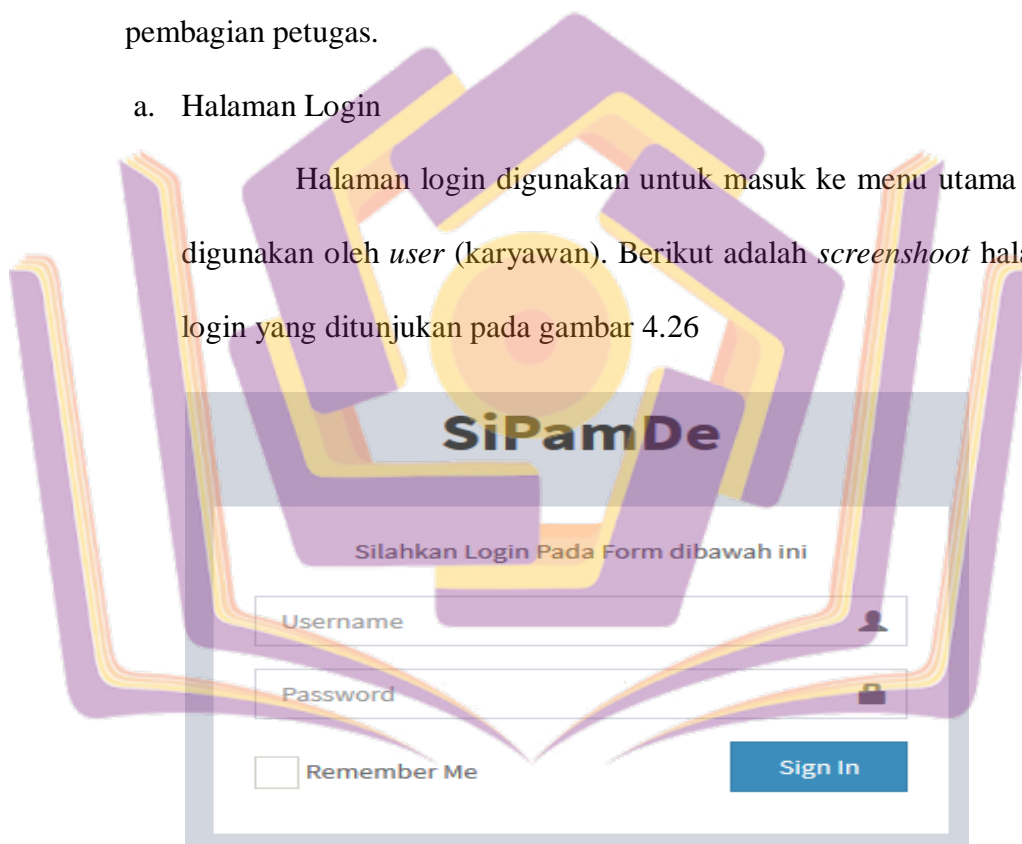 pembagian petugas.
a. Halaman Login
Halaman login digunakan untuk masuk ke menu utama
digunakan oleh user (karyawan). Berikut adalah screenshoot hala
login yang ditunjukan pada gambar 4.26
SiPamDe
Silahkan Login Pada Form dibawah ini
Username
Password
Remember Me
Sign In